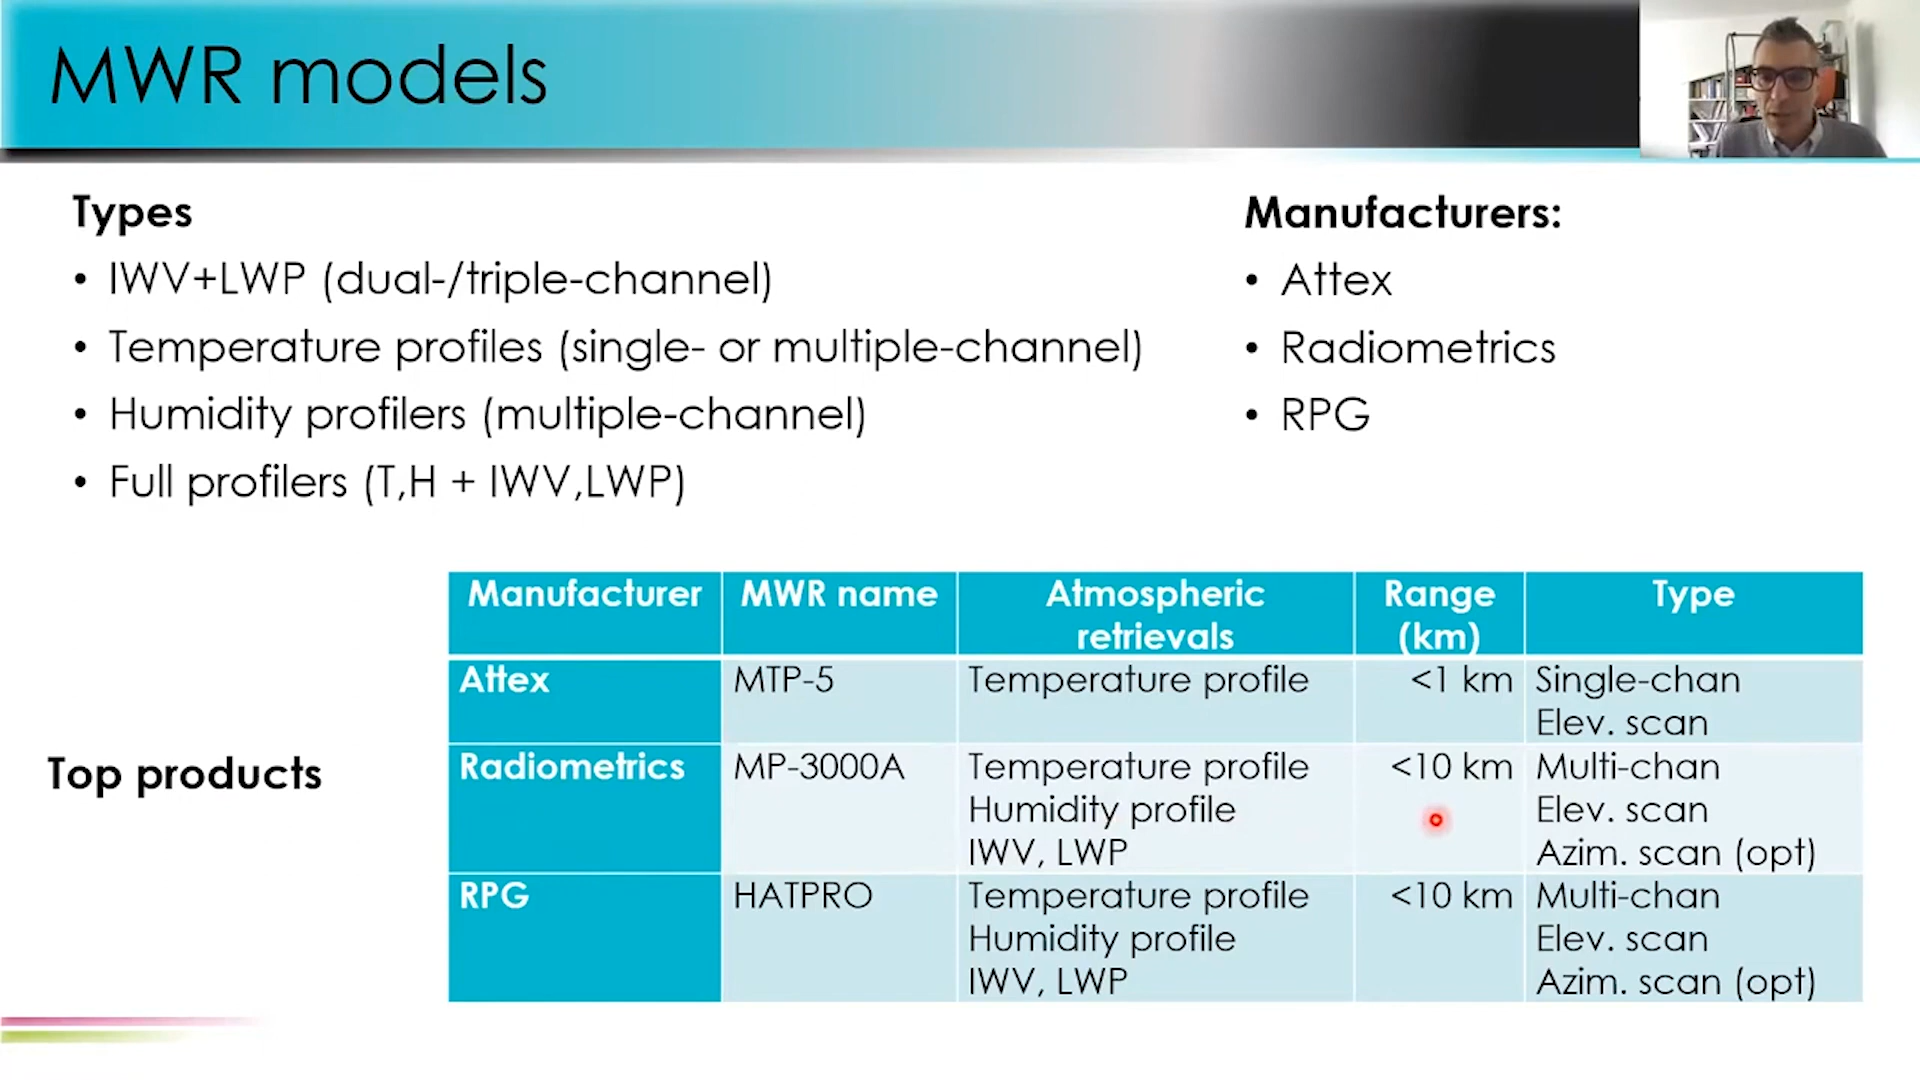 MWR models
Types
• IWV+LWP (dual-/triple-channel)
• Temperature profiles (single- or multiple-channel)
• Humidity profilers (multiple-channel)
• Full profilers (T,H + IWV,LWP)
Manufacturers:
• Attex
• Radiometrics
• RPG
Top products
Manufacturer MWR name Atmospheric retrievals Range (km) Type
Attex MTP-5 Temperature profile <1 km Single-chan
Elev. scan
Radiometrics MP-3000A Temperature profile <10 km Multi-chan
Humidity profile Elev. scan
IWV, LWP Azim. scan (opt)
RPG HATPRO Temperature profile <10 km Multi-chan
Humidity profile Elev. scan
IWV, LWP Azim. scan (opt)